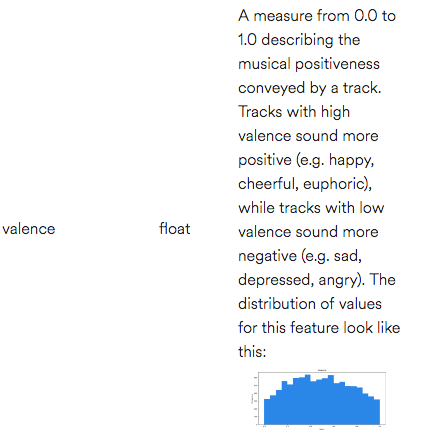 A measure from 0.0 to
1.0 describing the
musical positiveness
conveyed by a track.
Tracks with high
valence sound more
positive (e.g. happy,
cheerful, euphoric),
while tracks with low
valence float valence sound more
negative (e.g. sad,
depressed, angry). The
distribution of values
for this feature look like
this: